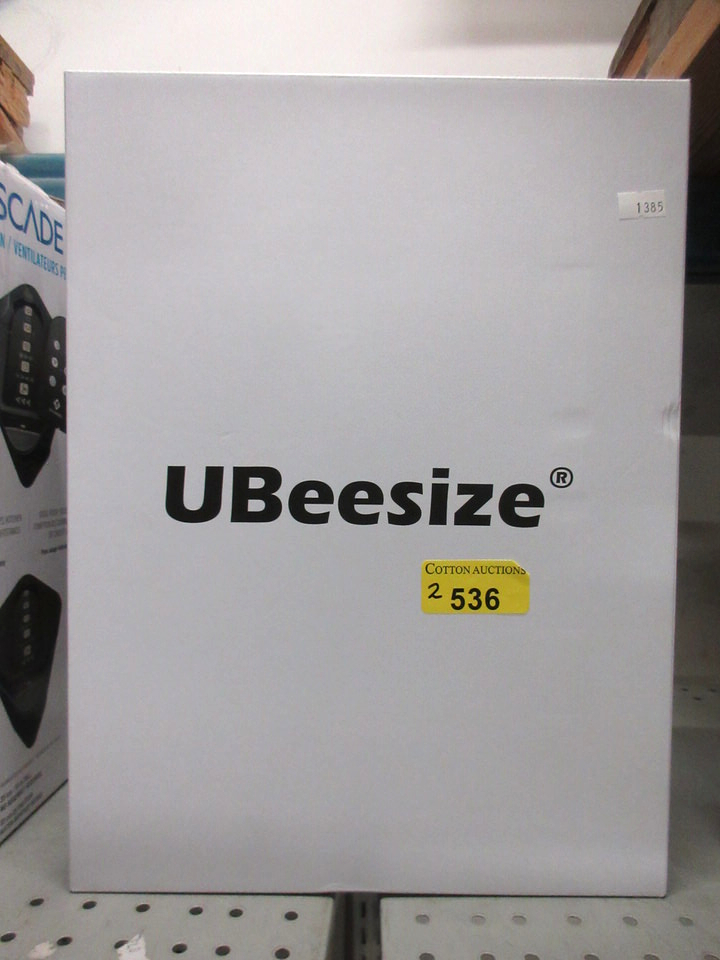 SCADE
N / VENTILATEURS
1385
UBeesize®
COTTON AUCTIONS
2 536